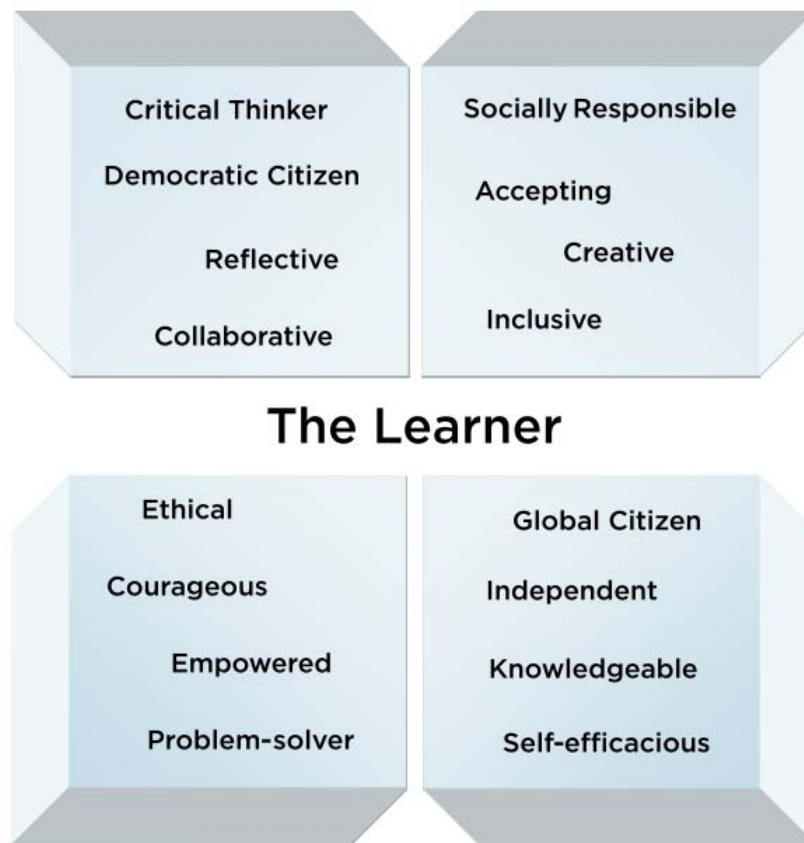 Critical Thinker
Democratic Citizen
Reflective
Collaborative
Socially Responsible
Accepting
Creative
Inclusive
The Learner
Ethical
Courageous
Empowered
Problem-solver
Global Citizen
Independent
Knowledgeable
Self-efficacious